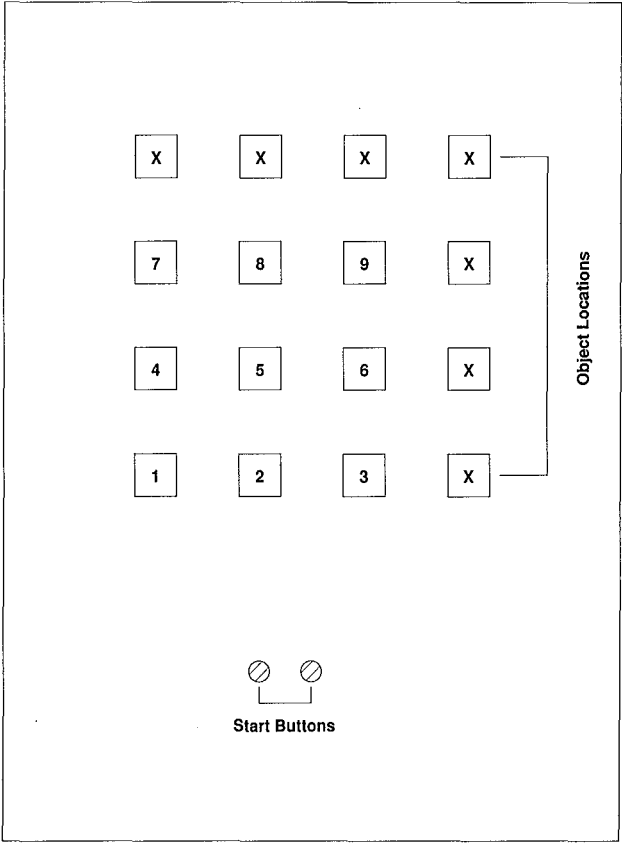 X X X X
7 8 9 X
4 5 6 X
1 2 3 X
Object Locations
Start Buttons